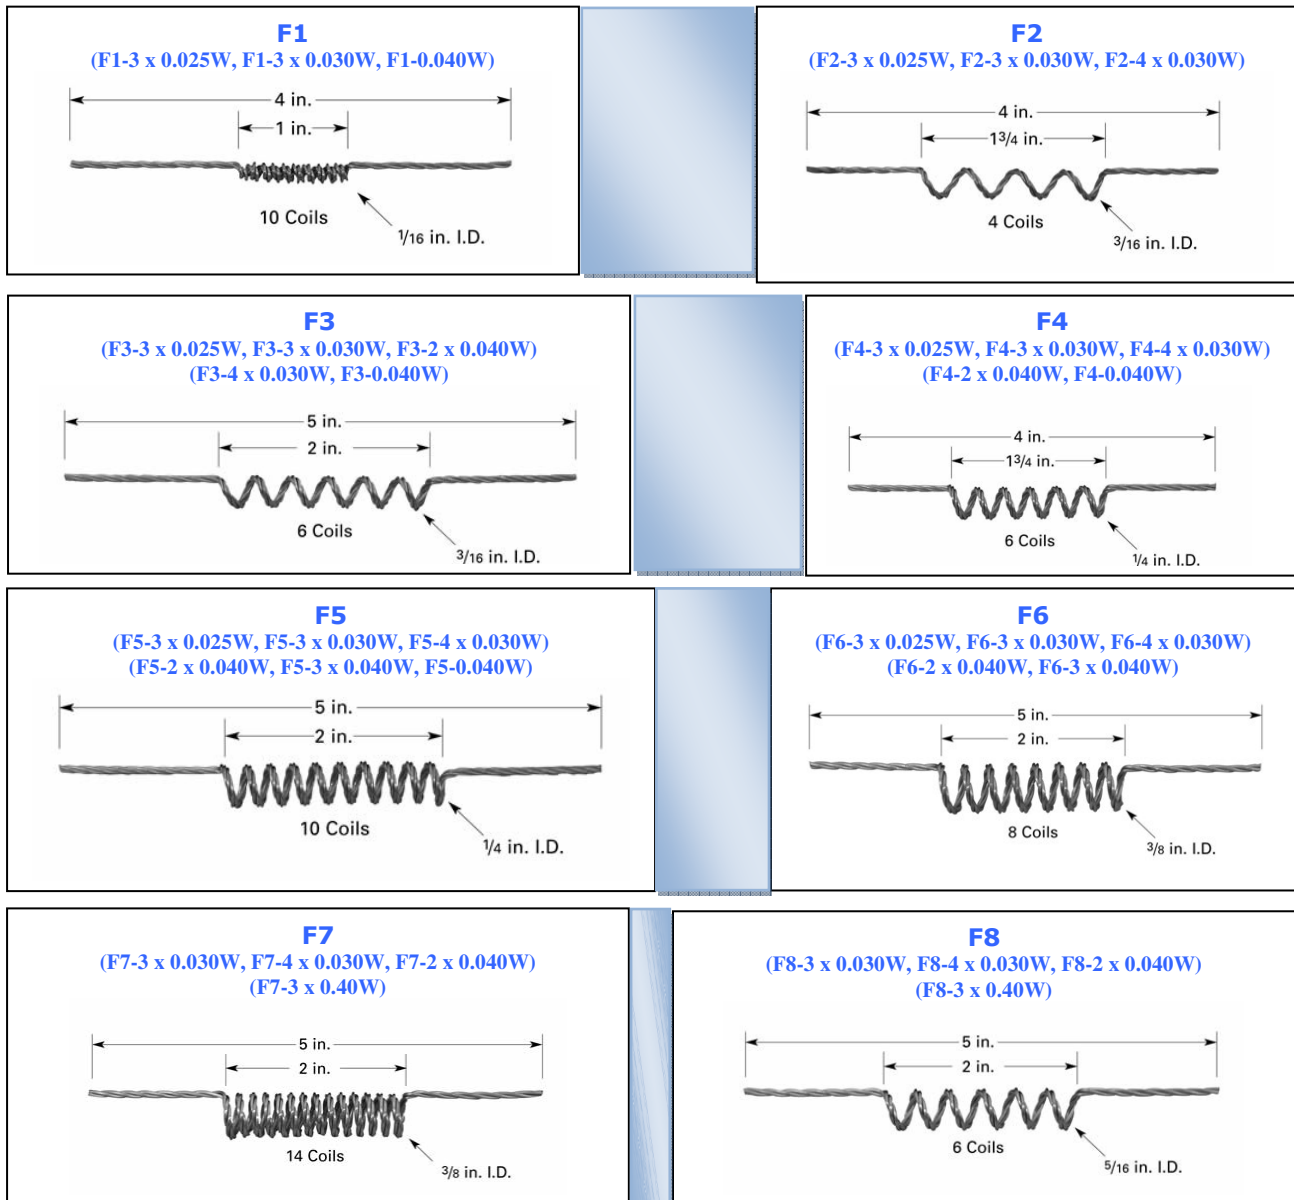 F1
(F1-3 x 0.025W, F1-3 x 0.030W, F1-0.040W)
4 in.
1 in.
10 Coils
1/16 in. I.D.
F2
(F2-3 x 0.025W, F2-3 x 0.030W, F2-4 x 0.030W)
4 in.
1 3/4 in.
4 Coils
3/16 in. I.D.
F3
(F3-3 x 0.025W, F3-3 x 0.030W, F3-2 x 0.040W)
(F3-4 x 0.030W, F3-0.040W)
5 in.
2 in.
6 Coils
3/16 in. I.D.
F4
(F4-3 x 0.025W, F4-3 x 0.030W, F4-4 x 0.030W)
(F4-2 x 0.040W, F4-0.040W)
4 in.
1 3/4 in.
6 Coils
1/4 in. I.D.
F5
(F5-3 x 0.025W, F5-3 x 0.030W, F5-4 x 0.030W)
(F5-2 x 0.040W, F5-3 x 0.040W, F5-0.040W)
5 in.
2 in.
10 Coils
1/4 in. I.D.
F6
(F6-3 x 0.025W, F6-3 x 0.030W, F6-4 x 0.030W)
(F6-2 x 0.040W, F6-3 x 0.040W)
5 in.
2 in.
8 Coils
3/8 in. I.D.
F7
(F7-3 x 0.030W, F7-4 x 0.030W, F7-2 x 0.040W)
(F7-3 x 0.40W)
5 in.
2 in.
14 Coils
3/8 in. I.D.
F8
(F8-3 x 0.030W, F8-4 x 0.030W, F8-2 x 0.040W)
(F8-3 x 0.40W)
5 in.
2 in.
6 Coils
5/16 in. I.D.